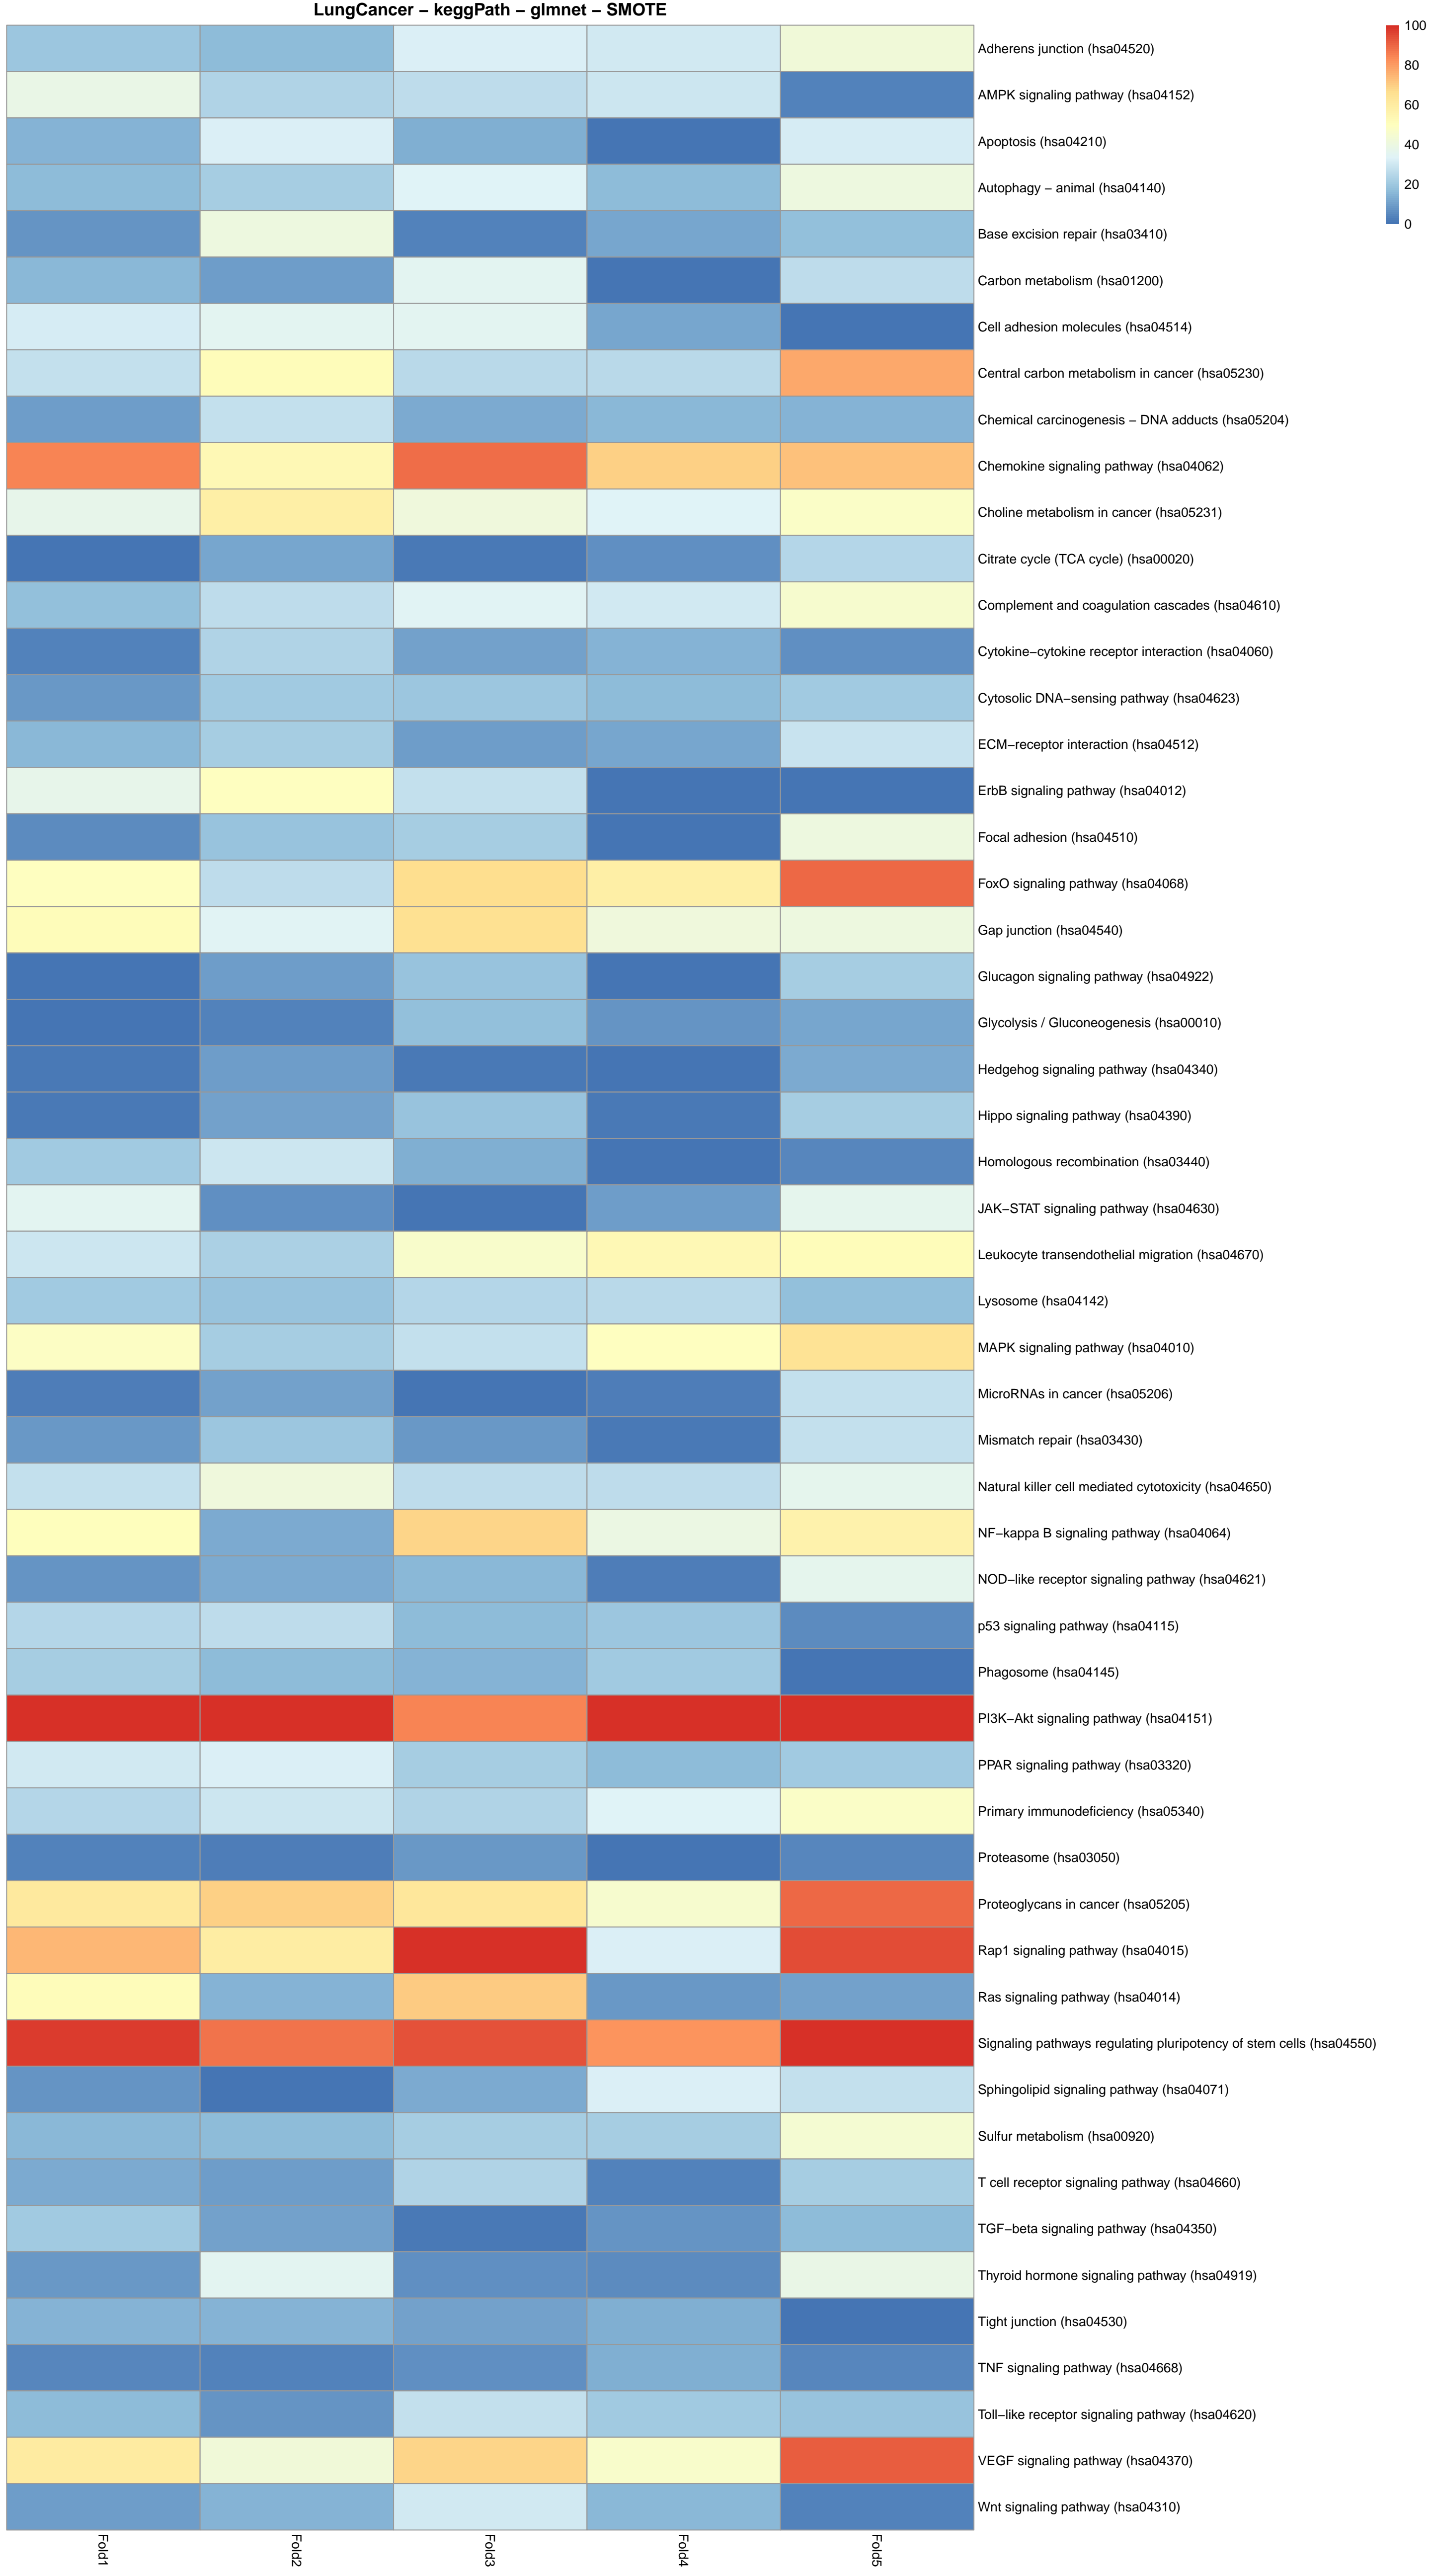 LungCancer – keggPath – glmnet – SMOTE
100
80
60
40
20
0
Adherens junction (hsa04520)
AMPK signaling pathway (hsa04152)
Apoptosis (hsa04210)
Autophagy – animal (hsa04140)
Base excision repair (hsa03410)
Carbon metabolism (hsa01200)
Cell adhesion molecules (hsa04514)
Central carbon metabolism in cancer (hsa05230)
Chemical carcinogenesis – DNA adducts (hsa05204)
Chemokine signaling pathway (hsa04062)
Choline metabolism in cancer (hsa05231)
Citrate cycle (TCA cycle) (hsa00020)
Complement and coagulation cascades (hsa04610)
Cytokine–cytokine receptor interaction (hsa04060)
Cytosolic DNA–sensing pathway (hsa04623)
ECM–receptor interaction (hsa04512)
ErbB signaling pathway (hsa04012)
Focal adhesion (hsa04510)
FoxO signaling pathway (hsa04068)
Gap junction (hsa04540)
Glucagon signaling pathway (hsa04922)
Glycolysis / Gluconeogenesis (hsa00010)
Hedgehog signaling pathway (hsa04340)
Hippo signaling pathway (hsa04390)
Homologous recombination (hsa03440)
JAK–STAT signaling pathway (hsa04630)
Leukocyte transendothelial migration (hsa04670)
Lysosome (hsa04142)
MAPK signaling pathway (hsa04010)
MicroRNAs in cancer (hsa05206)
Mismatch repair (hsa03430)
Natural killer cell mediated cytotoxicity (hsa04650)
NF–kappa B signaling pathway (hsa04064)
NOD–like receptor signaling pathway (hsa04621)
p53 signaling pathway (hsa04115)
Phagosome (hsa04145)
PI3K–Akt signaling pathway (hsa04151)
PPAR signaling pathway (hsa03320)
Primary immunodeficiency (hsa05340)
Proteasome (hsa03050)
Proteoglycans in cancer (hsa05205)
Rap1 signaling pathway (hsa04015)
Ras signaling pathway (hsa04014)
Signaling pathways regulating pluripotency of stem cells (hsa04550)
Sphingolipid signaling pathway (hsa04071)
Sulfur metabolism (hsa00920)
T cell receptor signaling pathway (hsa04660)
TGF–beta signaling pathway (hsa04350)
Thyroid hormone signaling pathway (hsa04919)
Tight junction (hsa04530)
TNF signaling pathway (hsa04668)
Toll–like receptor signaling pathway (hsa04620)
VEGF signaling pathway (hsa04370)
Wnt signaling pathway (hsa04310)
Fold1
Fold2
Fold3
Fold4
Fold5